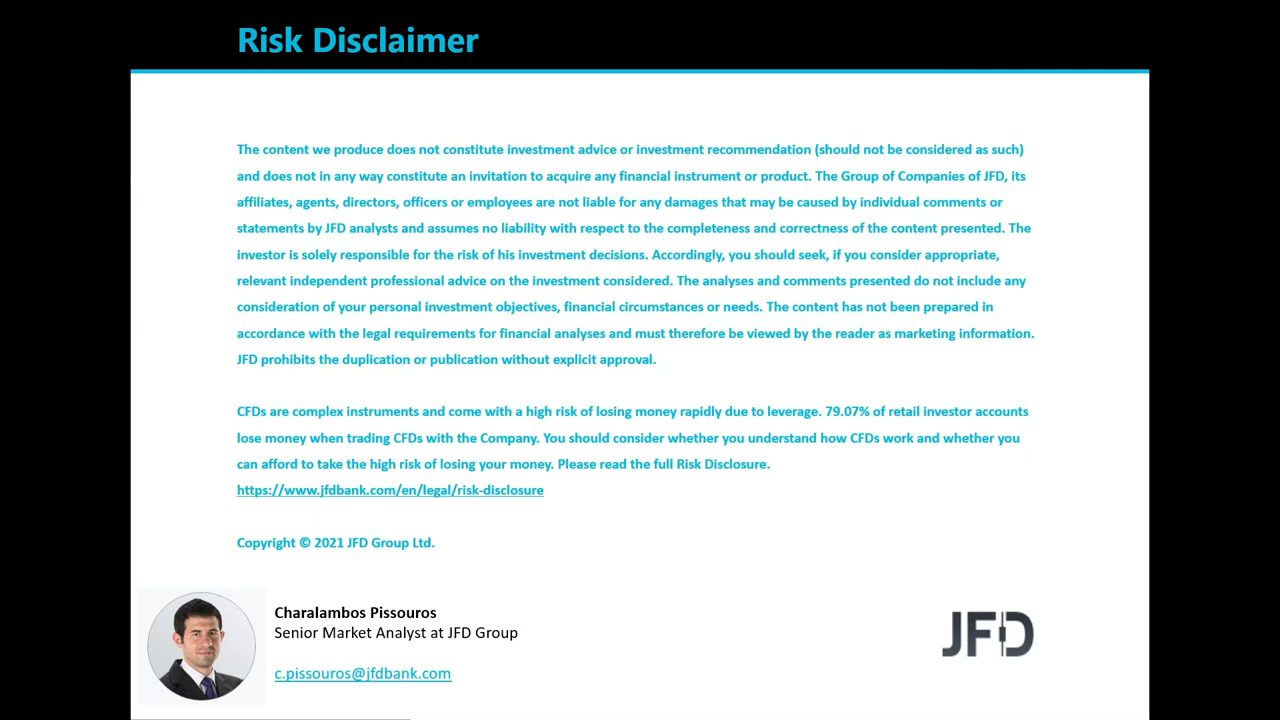 Risk Disclaimer
The content we produce does not constitute investment advice or investment recommendation (should not be considered as such)
and does not in any way constitute an invitation to acquire any financial instrument or product. The Group of Companies of JFD, its
affiliates, agents, directors, officers or employees are not liable for any damages that may be caused by individual comments or
statements by JFD analysts and assumes no liability with respect to the completeness and correctness of the content presented. The
investor is solely responsible for the risk of his investment decisions. Accordingly, you should seek, if you consider appropriate,
relevant independent professional advice on the investment considered. The analyses and comments presented do not include any
consideration of your personal investment objectives, financial circumstances or needs. The content has not been prepared in
accordance with the legal requirements for financial analyses and must therefore be viewed by the reader as marketing information.
JFD prohibits the duplication or publication without explicit approval.
CFDs are complex instruments and come with a high risk of losing money rapidly due to leverage. 79.07% of retail investor accounts
lose money when trading CFDs with the Company. You should consider whether you understand how CFDs work and whether you
can afford to take the high risk of losing your money. Please read the full Risk Disclosure.
https://www.jfdbank.com/en/legal/risk-disclosure
Copyright © 2021 JFD Group Ltd.
Charalambos Pissouros
Senior Market Analyst at JFD Group
c.pissouros@jfdbank.com
JFD